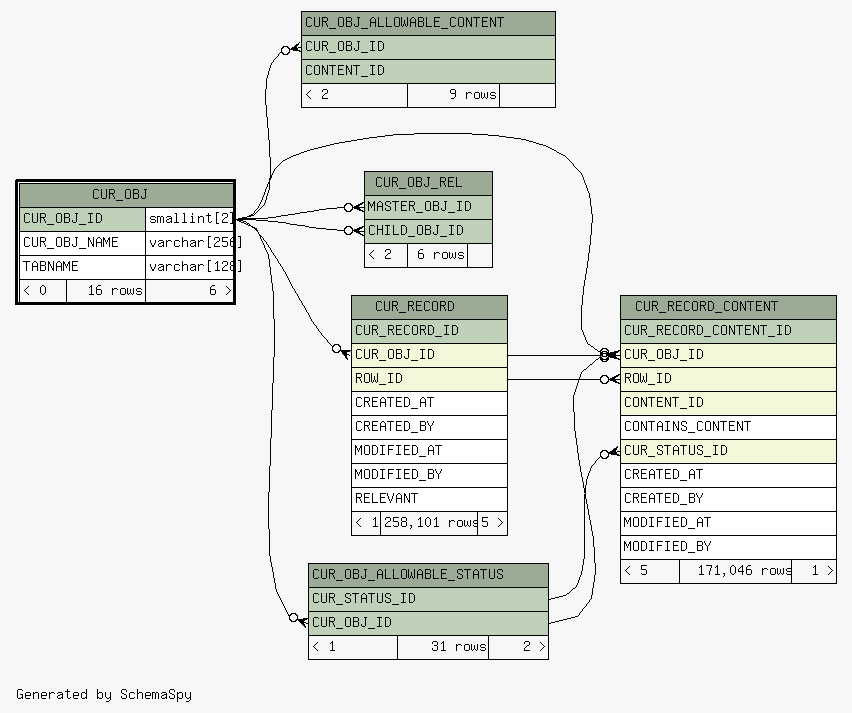 CUR_OBJ_ALLOWABLE_CONTENT
CUR_OBJ_ID
CONTENT_ID
< 2 9 rows
CUR_OBJ
CUR_OBJ_ID smallint[2]
CUR_OBJ_NAME varchar[256]
TABNAME varchar[128]
< 0 16 rows 6 >
CUR_OBJ_REL
MASTER_OBJ_ID
CHILD_OBJ_ID
< 2 6 rows
CUR_RECORD
CUR_RECORD_ID
CUR_OBJ_ID
ROW_ID
CREATED_AT
CREATED_BY
MODIFIED_AT
MODIFIED_BY
RELEVANT
< 1 258,101 rows 5 >
CUR_RECORD_CONTENT
CUR_RECORD_CONTENT_ID
CUR_OBJ_ID
ROW_ID
CONTENT_ID
CONTAINS_CONTENT
CUR_STATUS_ID
CREATED_AT
CREATED_BY
MODIFIED_AT
MODIFIED_BY
< 5 171,046 rows 1 >
CUR_OBJ_ALLOWABLE_STATUS
CUR_STATUS_ID
CUR_OBJ_ID
< 1 31 rows 2 >
Generated by SchemaSpy